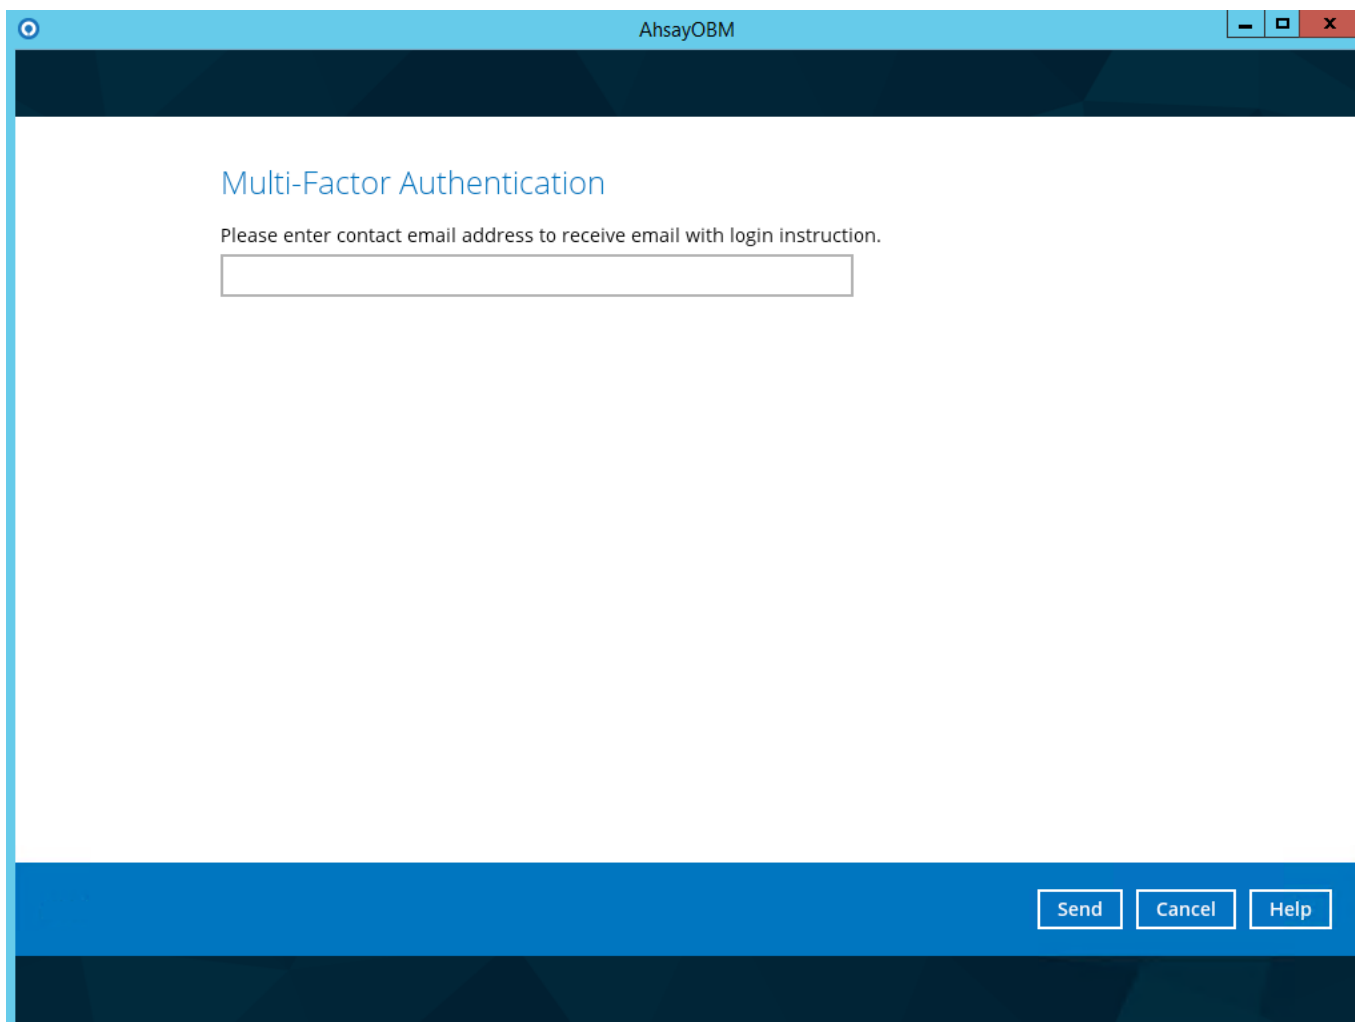 AhsayOBM
Multi-Factor Authentication
Please enter contact email address to receive email with login instruction.
Send Cancel Help